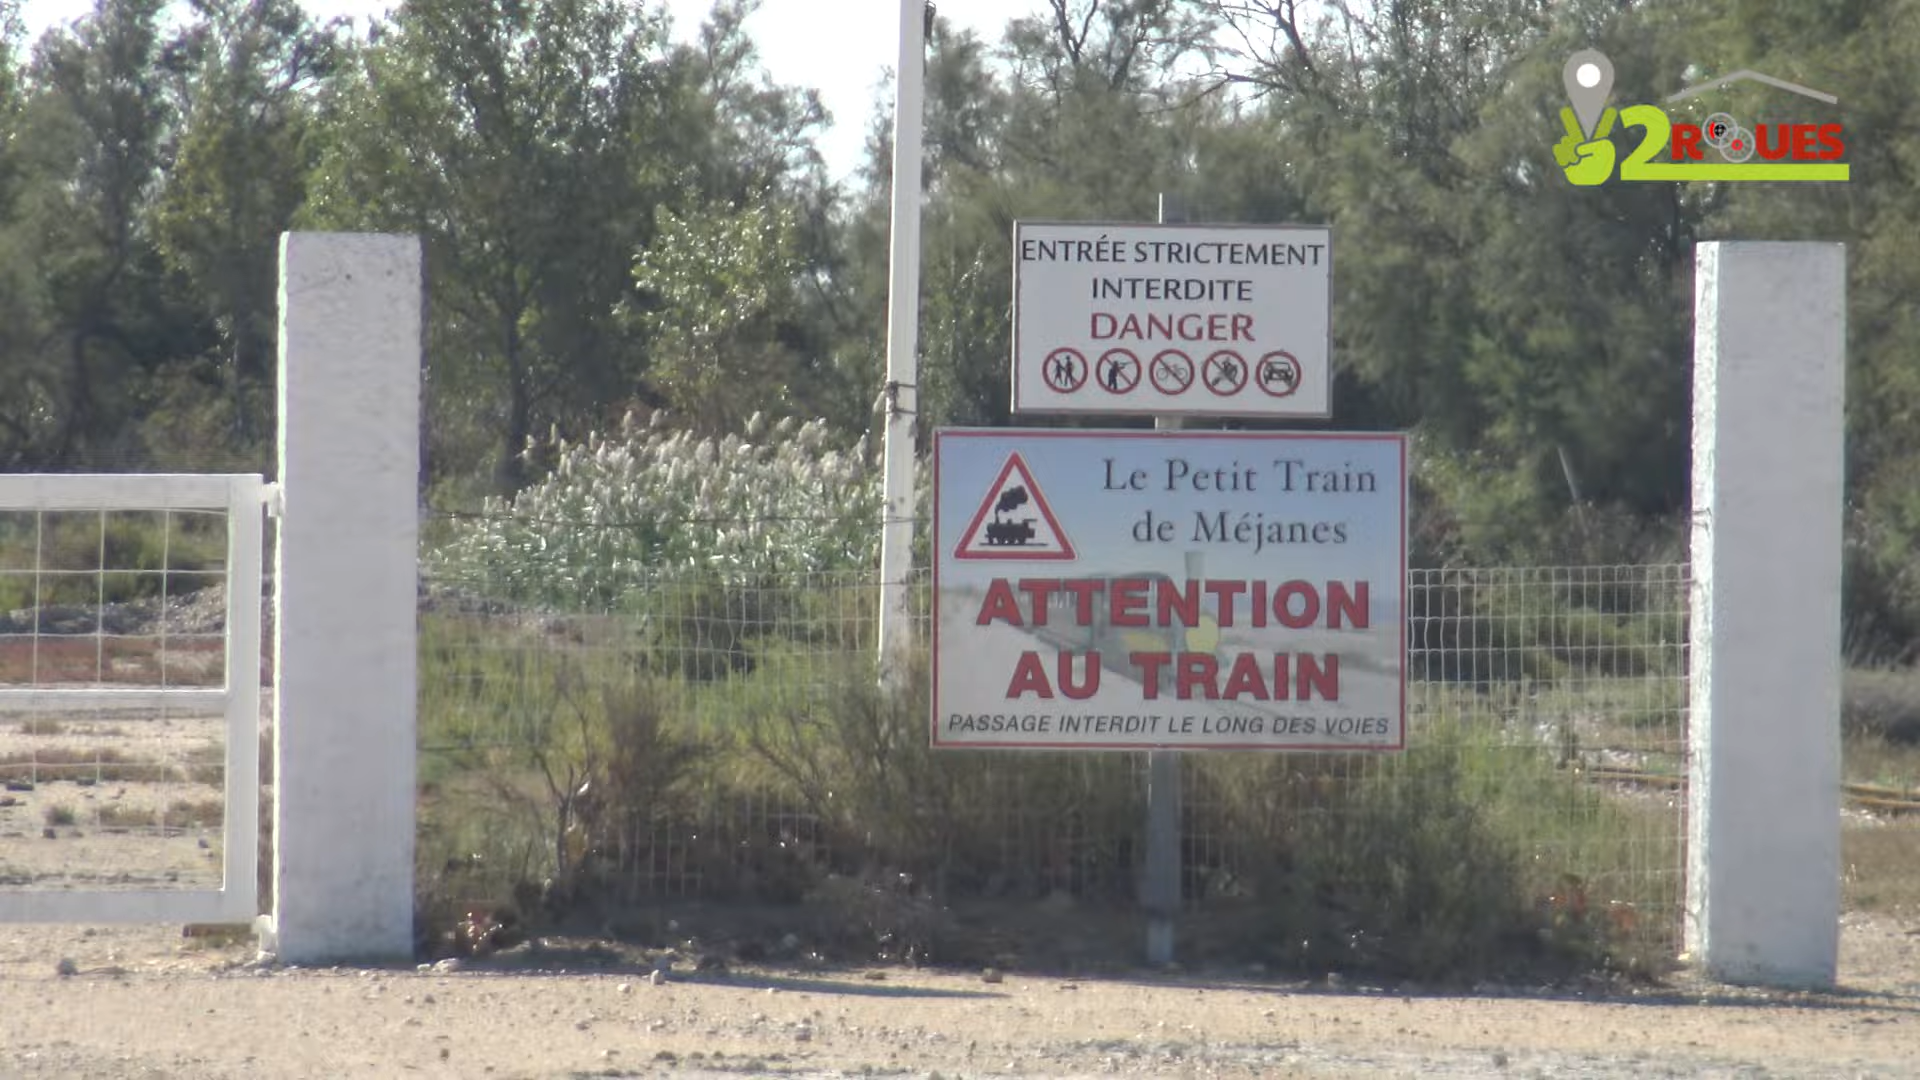 2ROUES
ENTRÉE STRICTEMENT
INTERDITE
DANGER
Le Petit Train
de Méjanes
ATTENTION
AU TRAIN
PASSAGE INTERDIT LE LONG DES VOIES